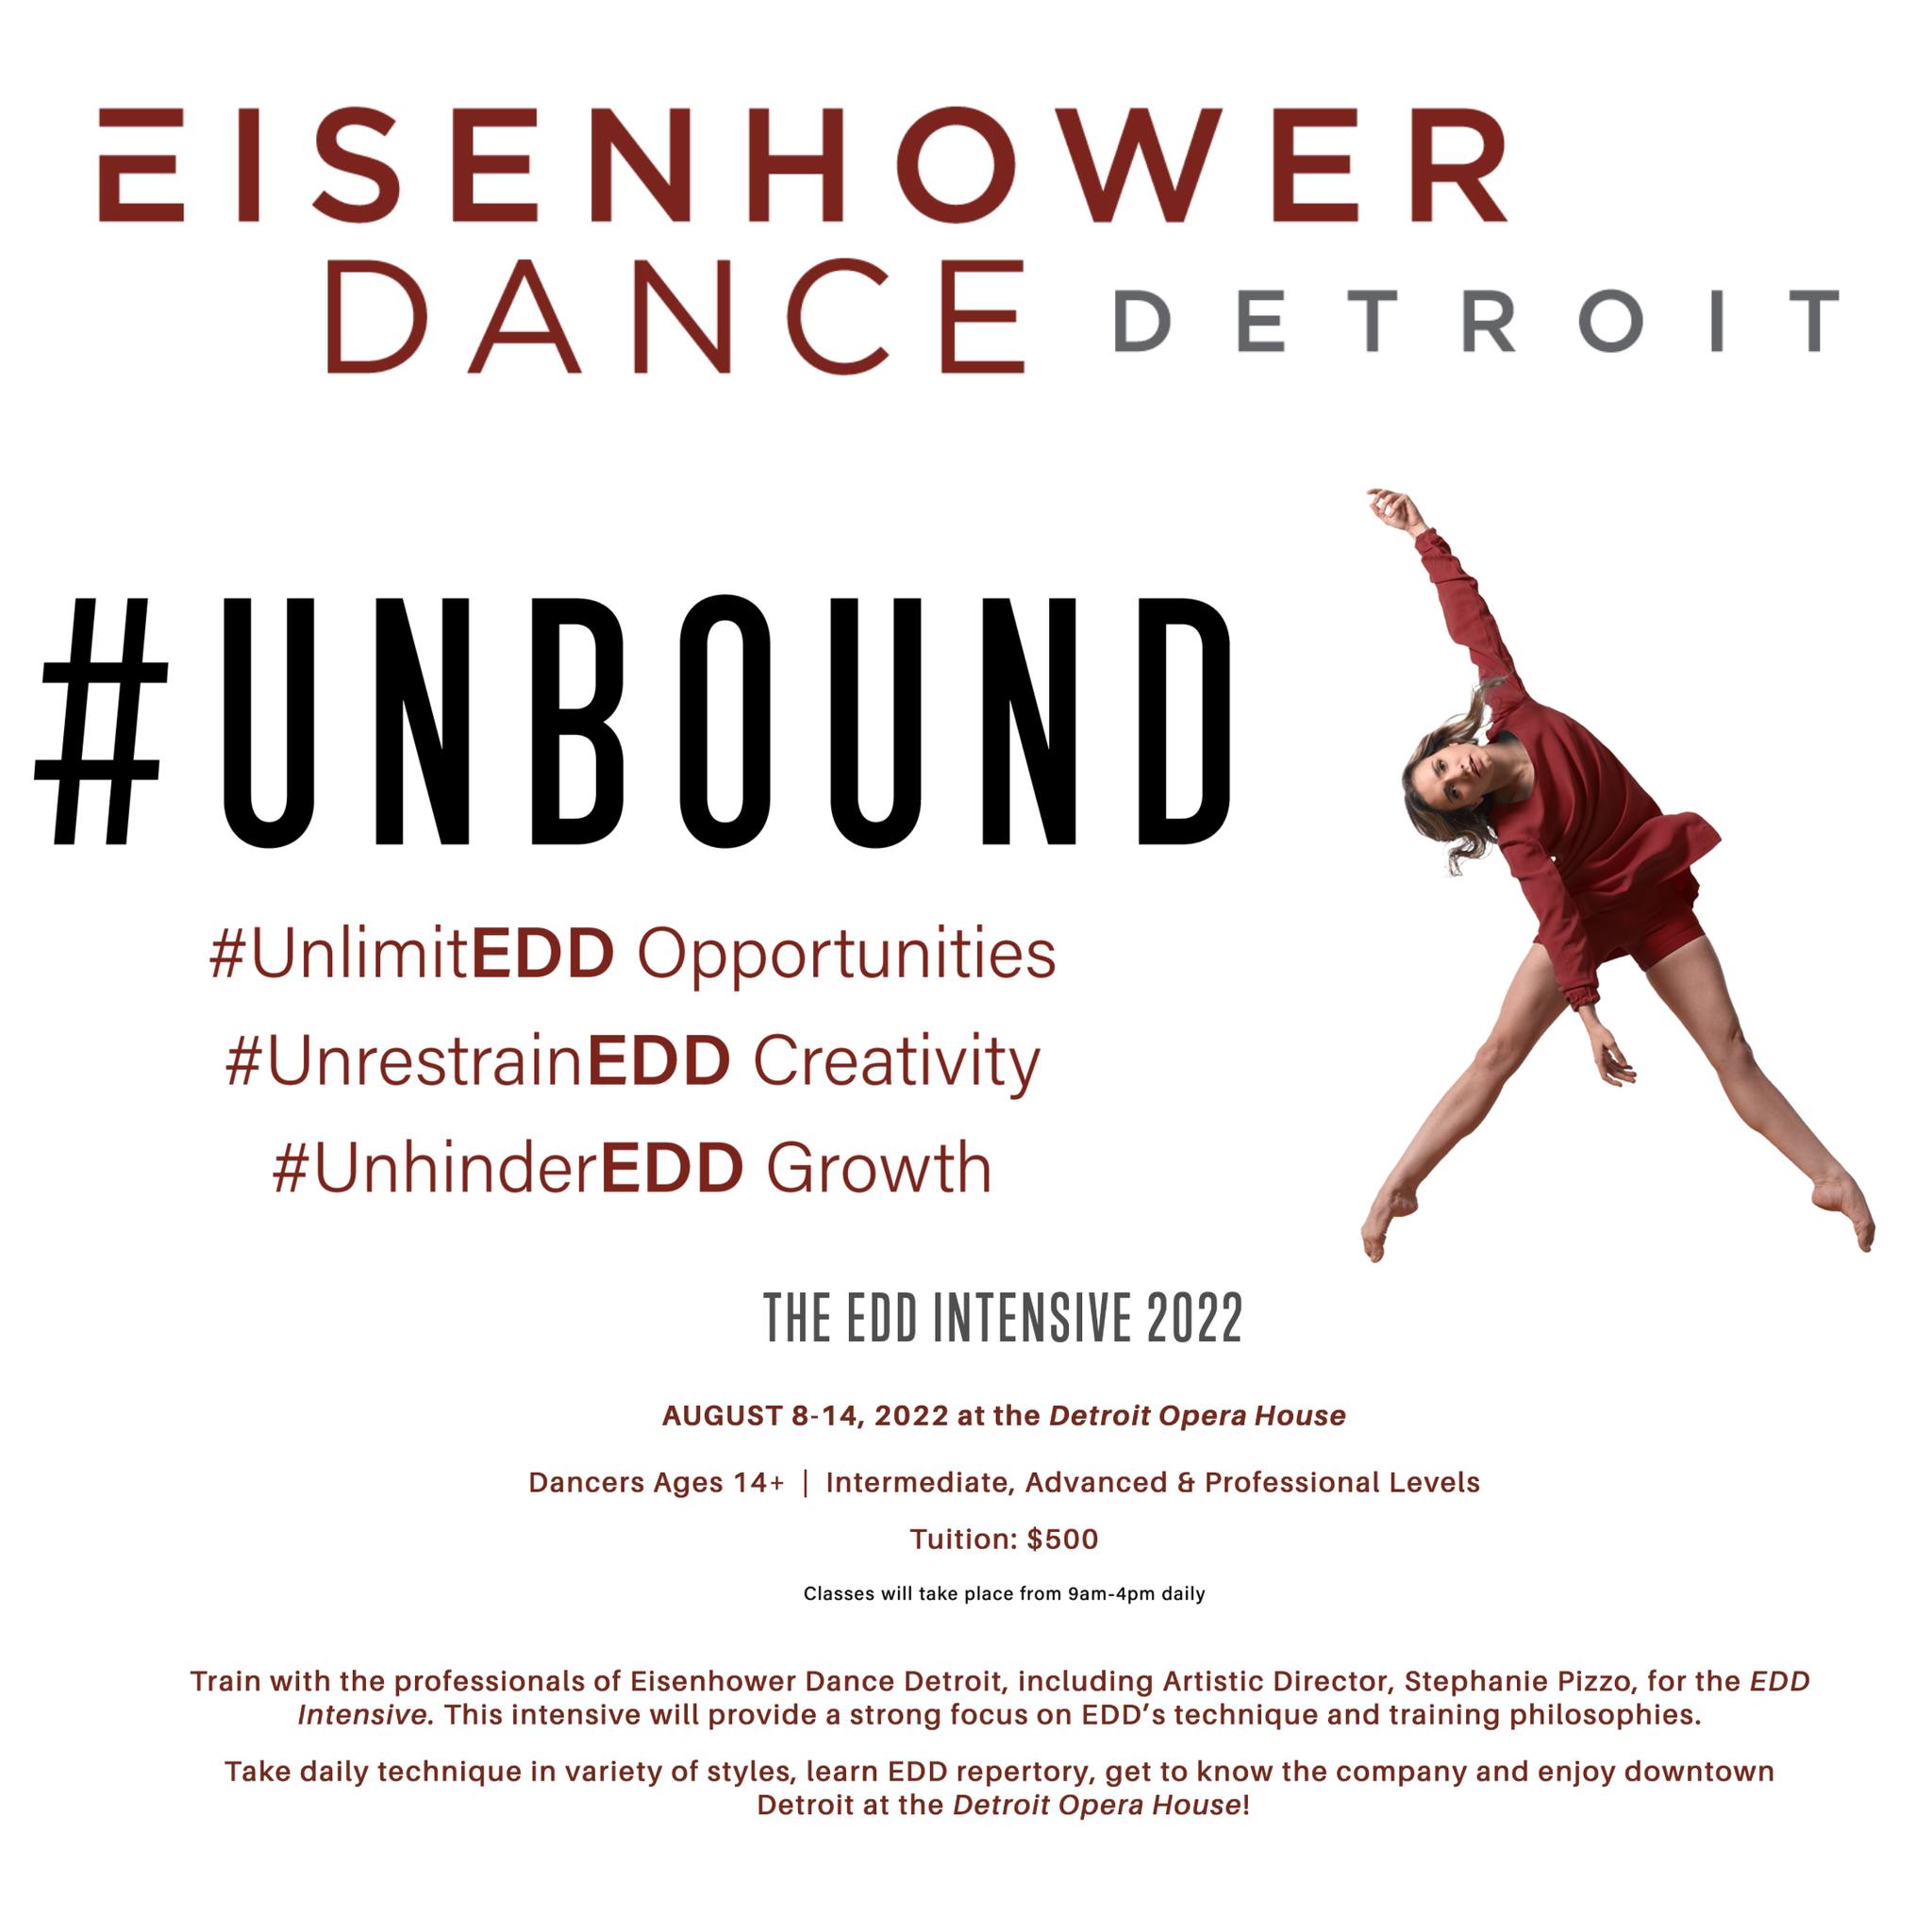 EISENHOWER
DANCE DETROIT
#UNBOUND
#UnlimitEDD Opportunities
#UnrestrainEDD Creativity
#UnhinderEDD Growth
THE EDD INTENSIVE 2022
AUGUST 8-14, 2022 at the Detroit Opera House
Dancers Ages 14+ | Intermediate, Advanced & Professional Levels
Tuition: $500
Classes will take place from 9am-4pm daily
Train with the professionals of Eisenhower Dance Detroit, including Artistic Director, Stephanie Pizzo, for the EDD
Intensive. This intensive will provide a strong focus on EDD’s technique and training philosophies.
Take daily technique in variety of styles, learn EDD repertory, get to know the company and enjoy downtown
Detroit at the Detroit Opera House!